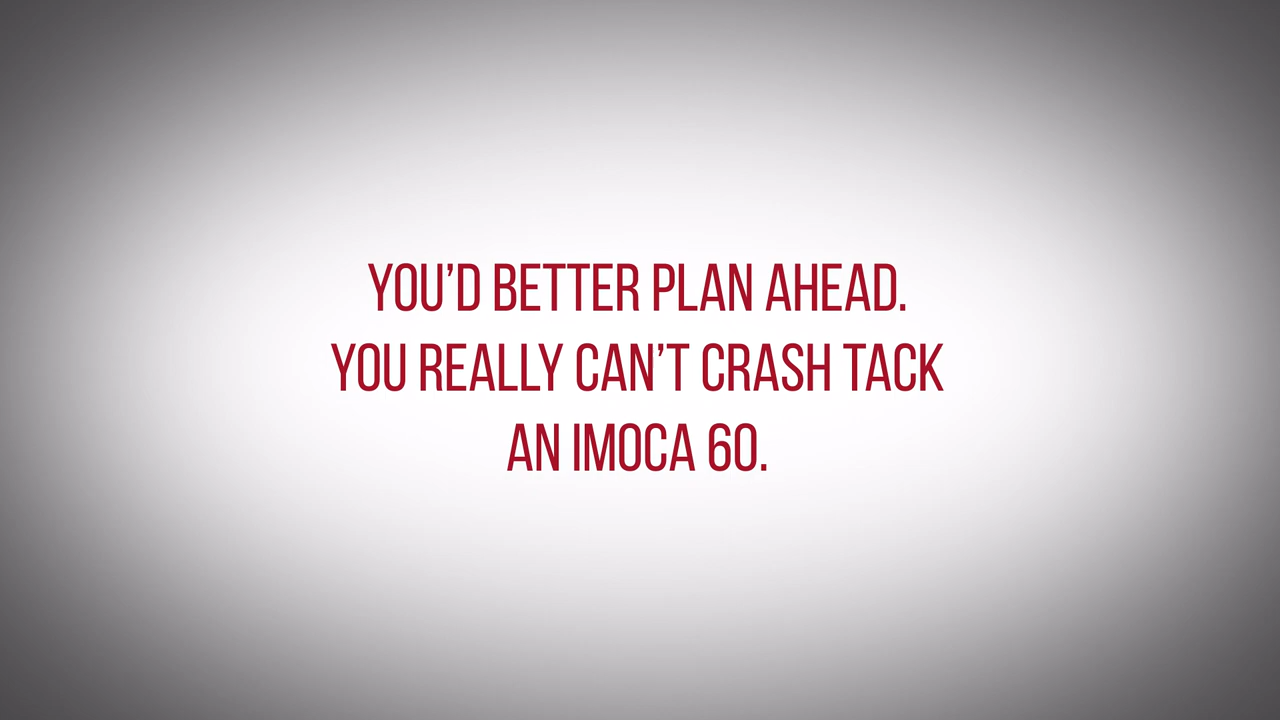 YOU’D BETTER PLAN AHEAD.
YOU REALLY CAN’T CRASH TACK
AN IMOCA 60.